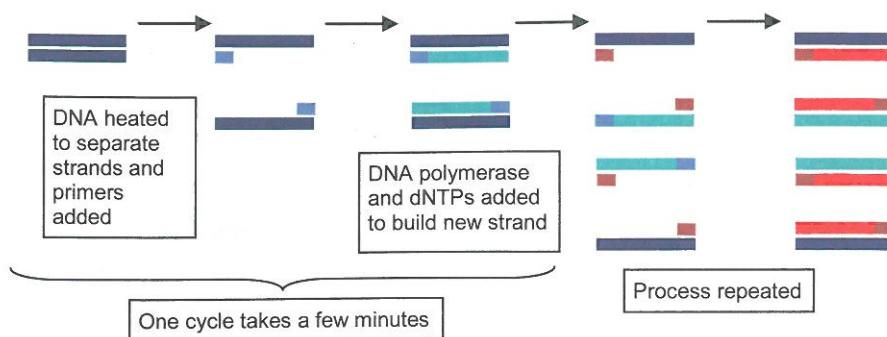 DNA heated
to separate
strands and
primers
added
DNA polymerase
and dNTPs added
to build new strand
One cycle takes a few minutes
Process repeated